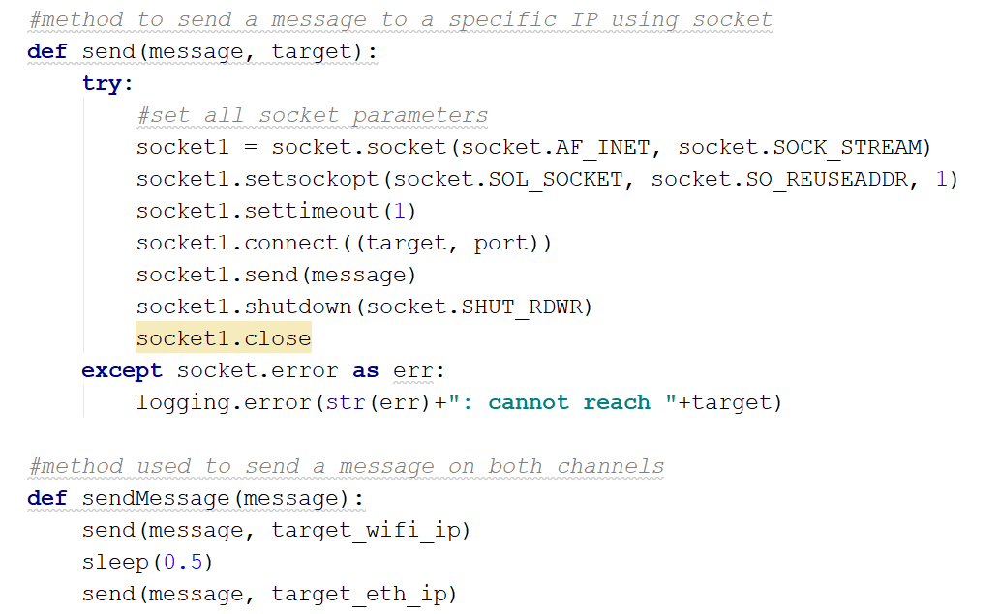 #method to send a message to a specific IP using socket
def send(message, target):
    try:
        #set all socket parameters
        socket1 = socket.socket(socket.AF_INET, socket.SOCK_STREAM)
        socket1.setsockopt(socket.SOL_SOCKET, socket.SO_REUSEADDR, 1)
        socket1.settimeout(1)
        socket1.connect((target, port))
        socket1.send(message)
        socket1.shutdown(socket.SHUT_RDWR)
        socket1.close
    except socket.error as err:
        logging.error(str(err)+": cannot reach "+target)

#method used to send a message on both channels
def sendMessage(message):
    send(message, target_wifi_ip)
    sleep(0.5)
    send(message, target_eth_ip)